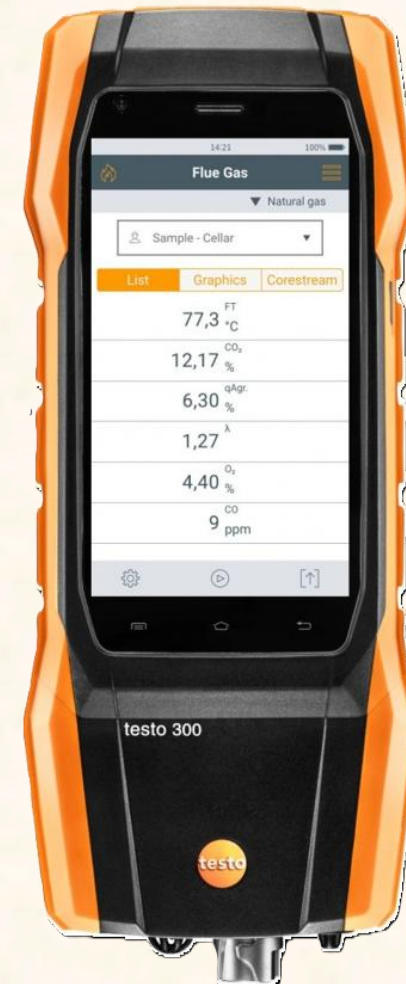 14:21 100%
Flue Gas
Natural gas
Sample - Cellar
List Graphics Corestream
77,3 FT °C
12,17 CO₂ %
6,30 qAgr. %
1,27 λ
4,40 O₂ %
9 CO ppm
testo 300
testo